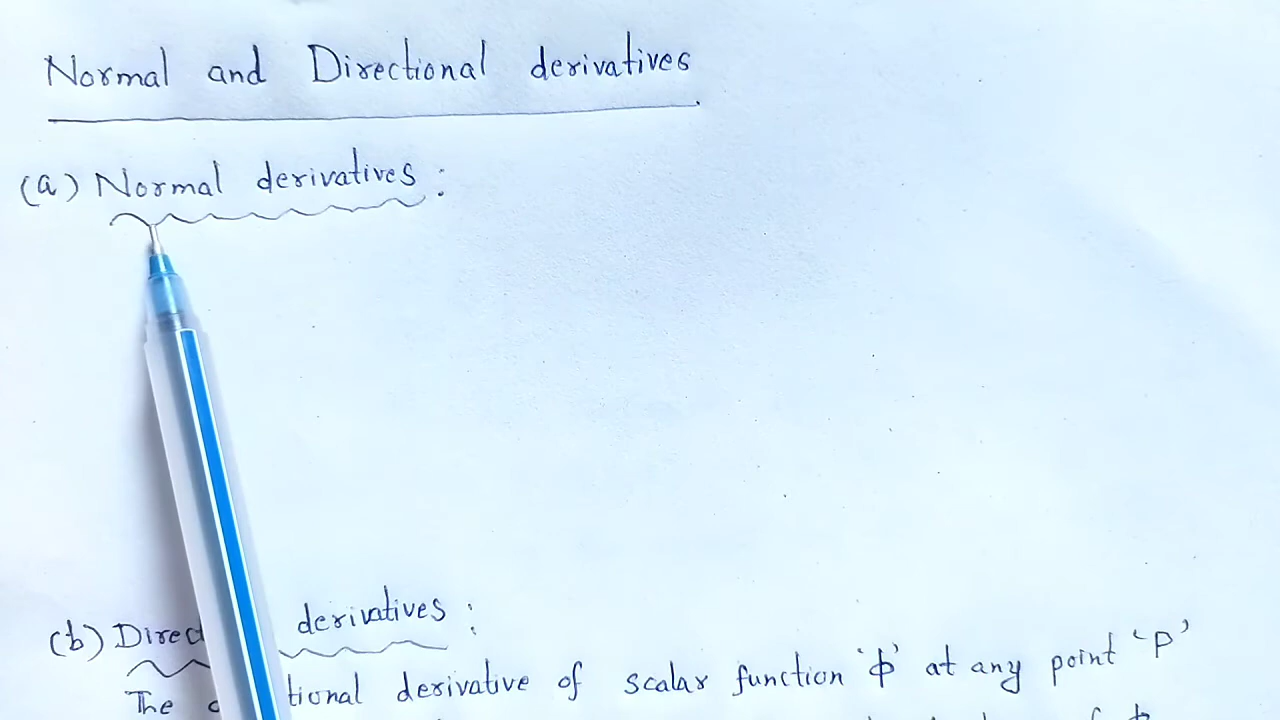 Normal and Directional derivatives
(a) Normal derivatives :
(b) Direc derivatives :
The tional derivative of scalar function 'ϕ' at any point 'P'